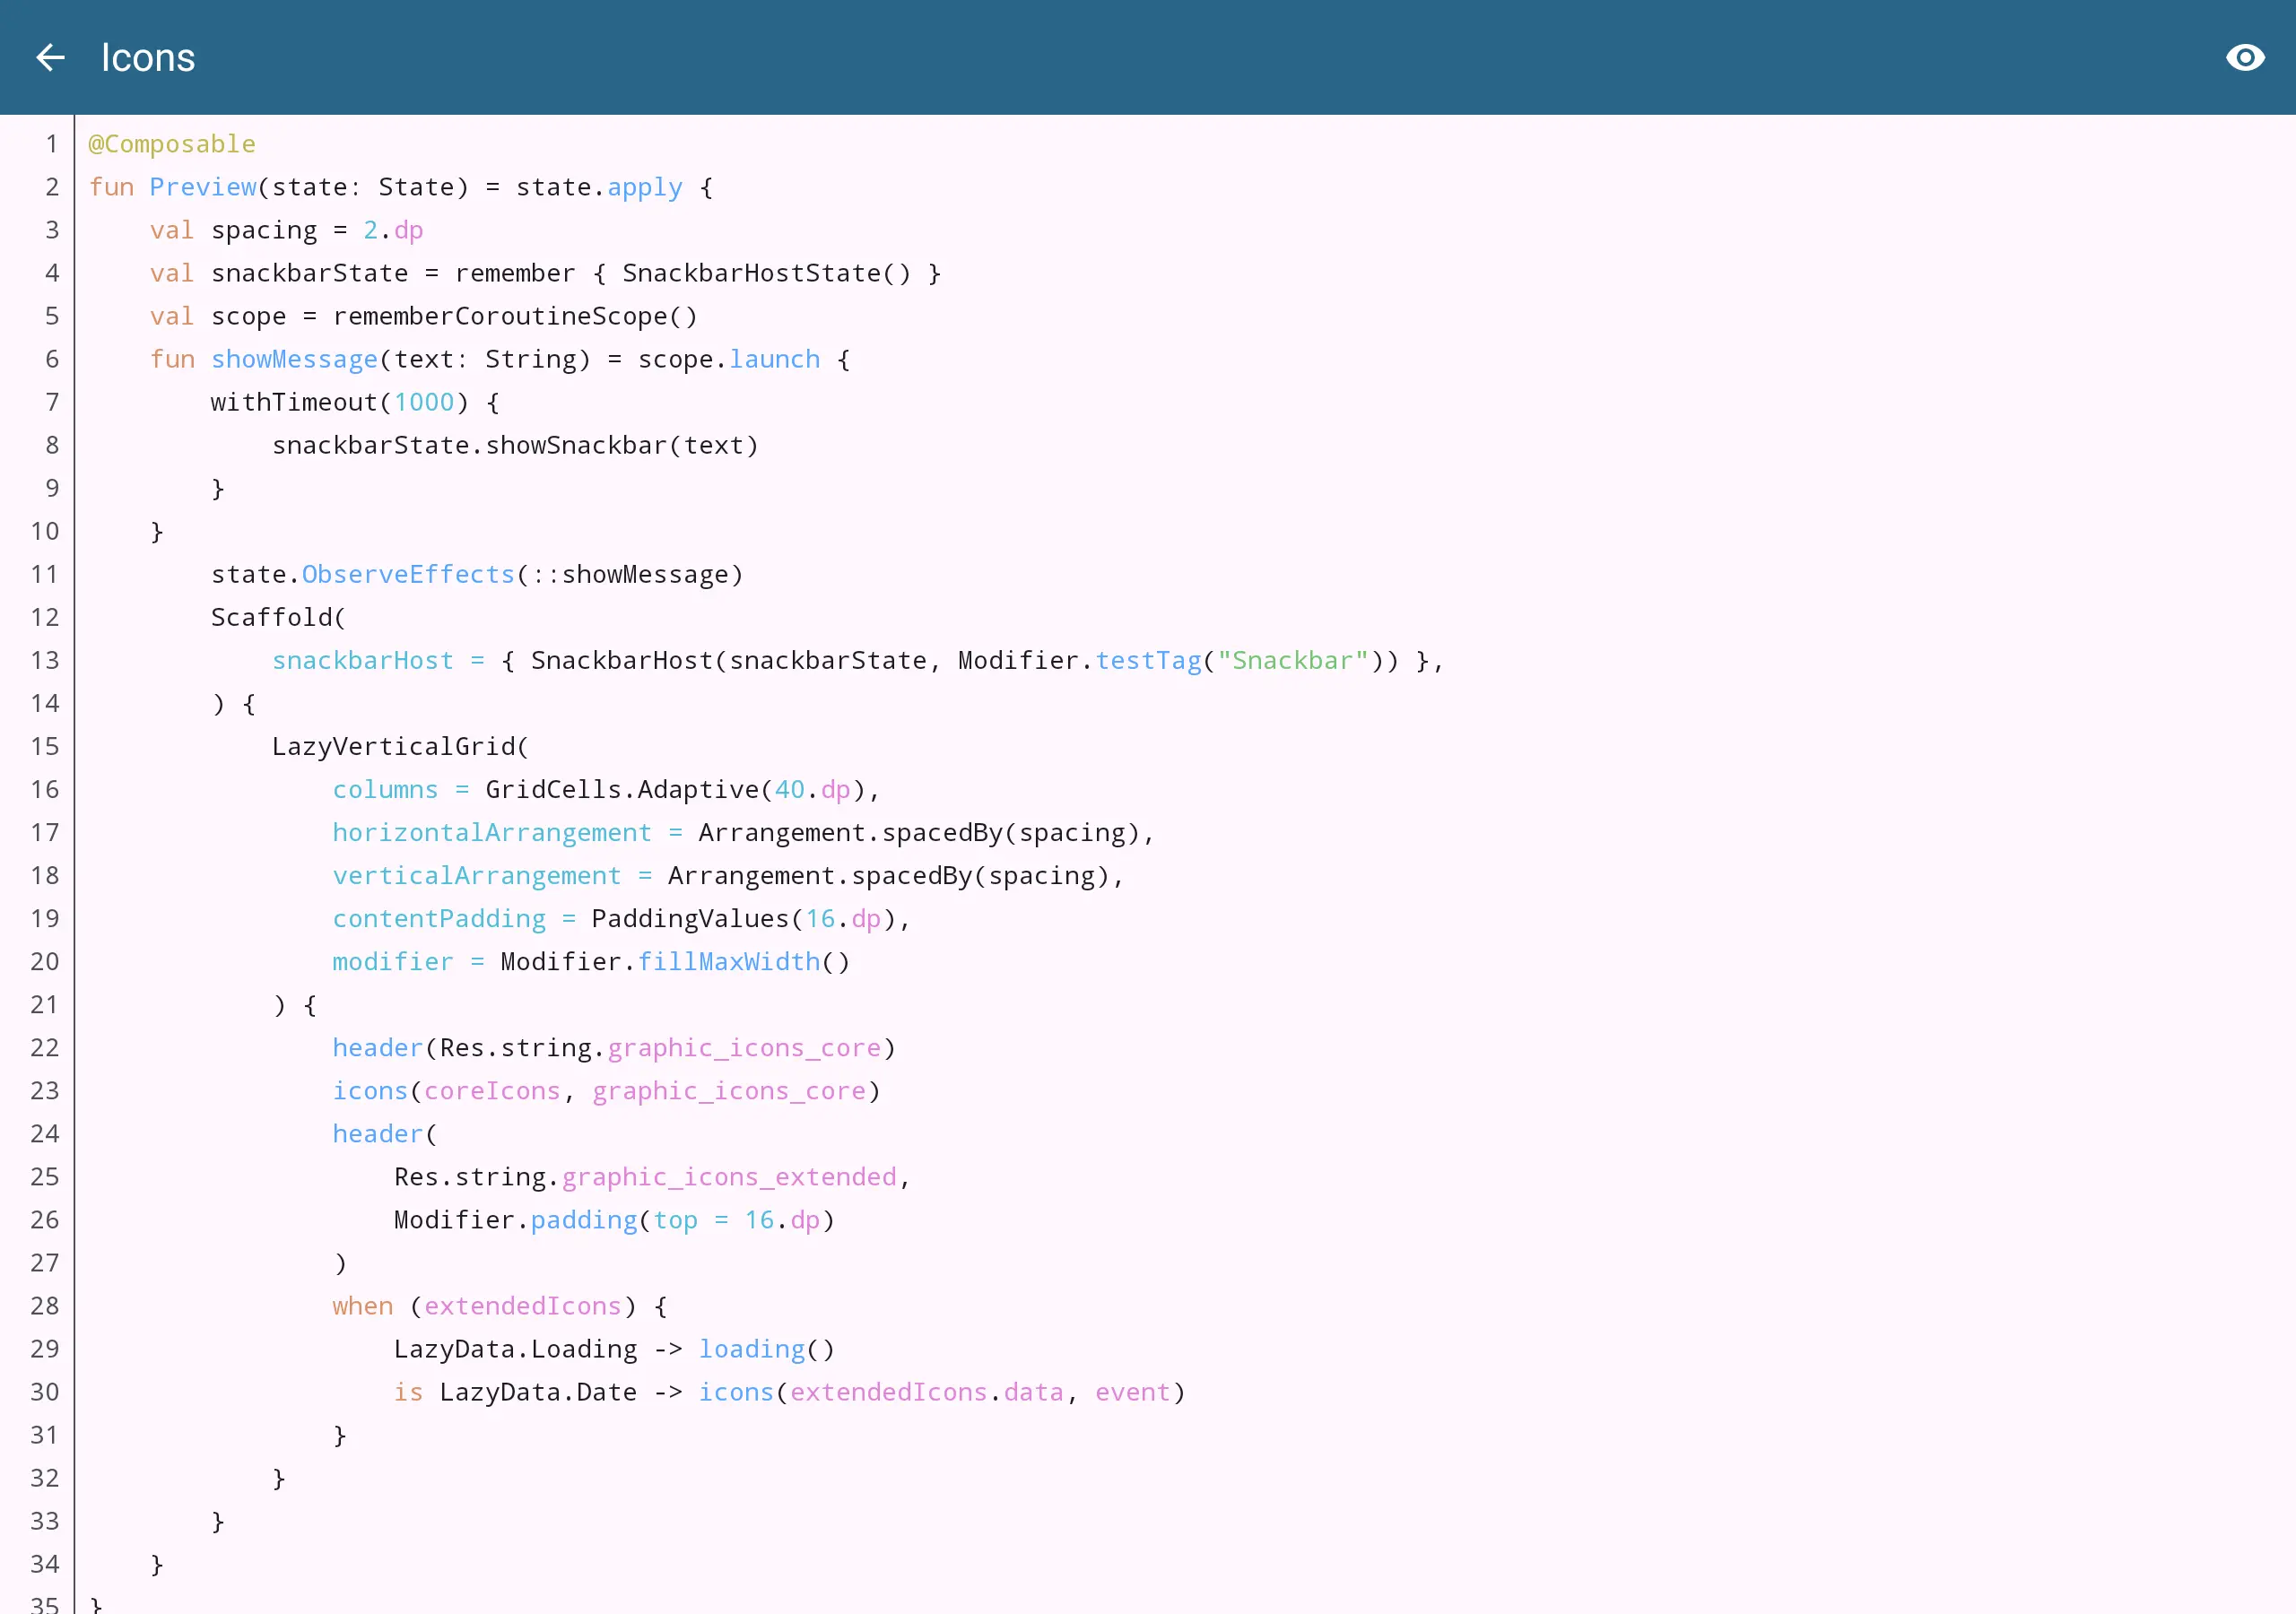 Icons
1 @Composable
2 fun Preview(state: State) = state.apply {
3     val spacing = 2.dp
4     val snackbarState = remember { SnackbarHostState() }
5     val scope = rememberCoroutineScope()
6     fun showMessage(text: String) = scope.launch {
7         withTimeout(1000) {
8             snackbarState.showSnackbar(text)
9         }
10     }
11         state.ObserveEffects(::showMessage)
12         Scaffold(
13             snackbarHost = { SnackbarHost(snackbarState, Modifier.testTag("Snackbar")) },
14         ) {
15             LazyVerticalGrid(
16                 columns = GridCells.Adaptive(40.dp),
17                 horizontalArrangement = Arrangement.spacedBy(spacing),
18                 verticalArrangement = Arrangement.spacedBy(spacing),
19                 contentPadding = PaddingValues(16.dp),
20                 modifier = Modifier.fillMaxWidth()
21             ) {
22                 header(Res.string.graphic_icons_core)
23                 icons(coreIcons, graphic_icons_core)
24                 header(
25                     Res.string.graphic_icons_extended,
26                     Modifier.padding(top = 16.dp)
27                 )
28                 when (extendedIcons) {
29                     LazyData.Loading -> loading()
30                     is LazyData.Date -> icons(extendedIcons.data, event)
31                 }
32             }
33         }
34     }
35 }